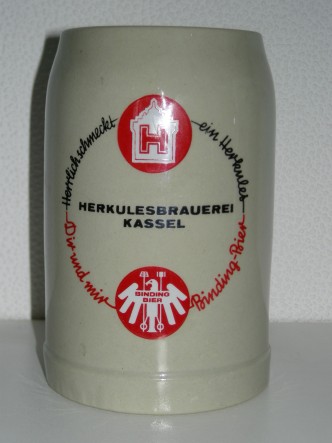 Herrlich schmeckt
ein Herkules
H
HERKULESBRAUEREI
KASSEL
Dir und mir
Binding-Bier
BINDING
BIER